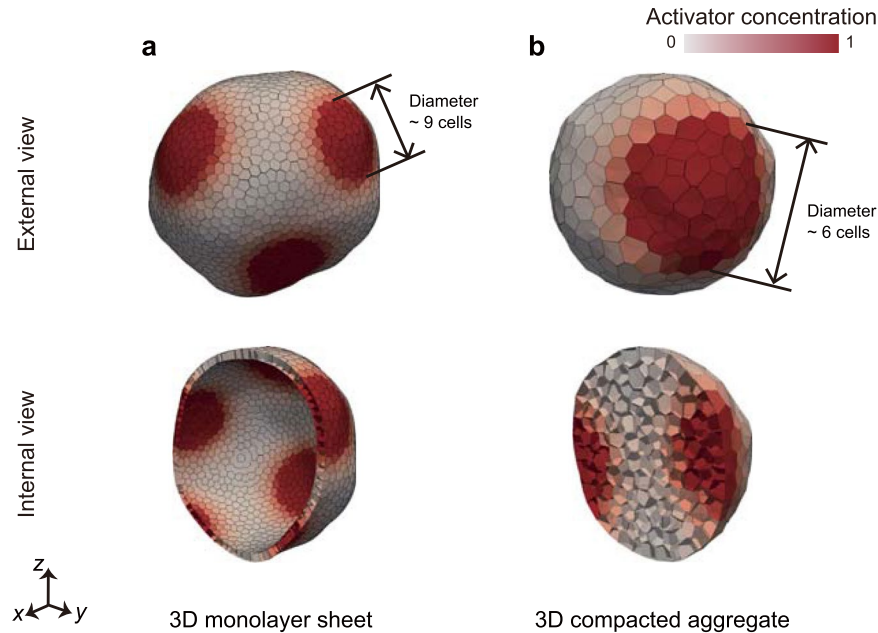 Activator concentration
0 1
a
b
External view
Diameter
~ 9 cells
Diameter
~ 6 cells
Internal view
z
x
y
3D monolayer sheet
3D compacted aggregate